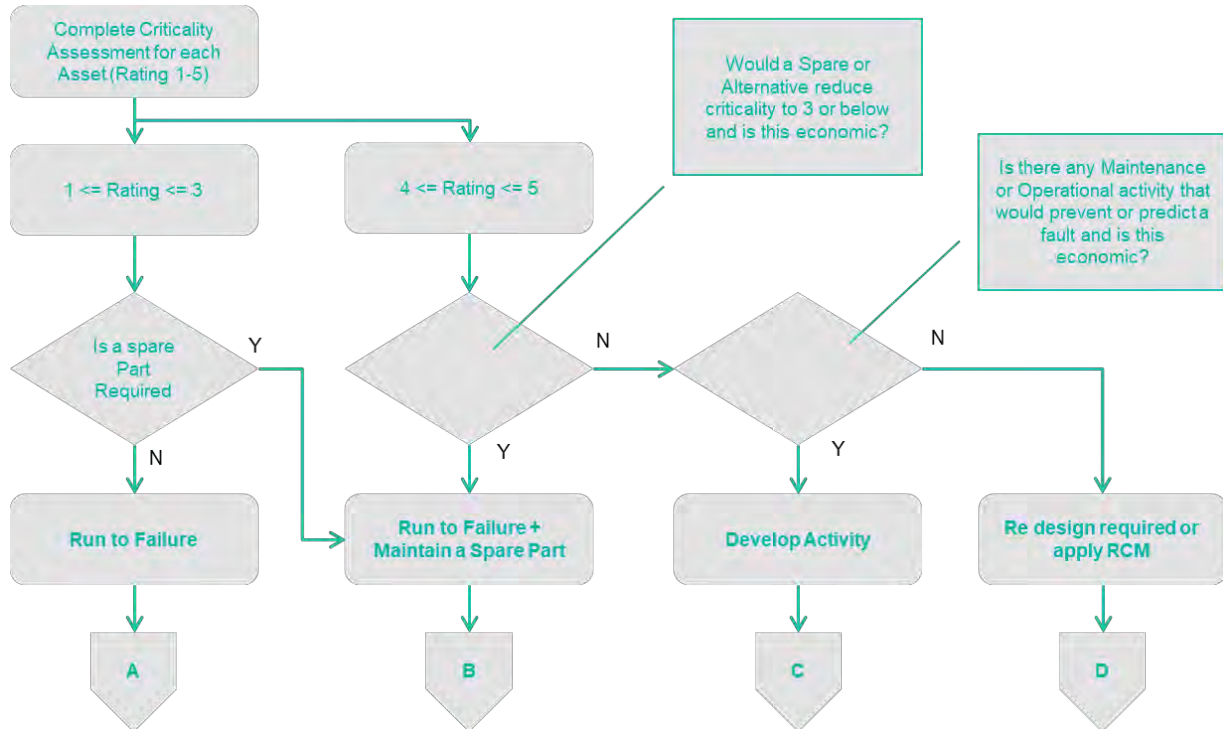 Complete Criticality
Assessment for each
Asset (Rating 1-5)
Would a Spare or
Alternative reduce
criticality to 3 or below
and is this economic?
Is there any Maintenance
or Operational activity that
would prevent or predict a
fault and is this
economic?
1 <= Rating <= 3
4 <= Rating <= 5
Is a spare
Part
Required
Y
N
N
N
Y
Y
Run to Failure
Run to Failure +
Maintain a Spare Part
Develop Activity
Re design required or
apply RCM
A
B
C
D